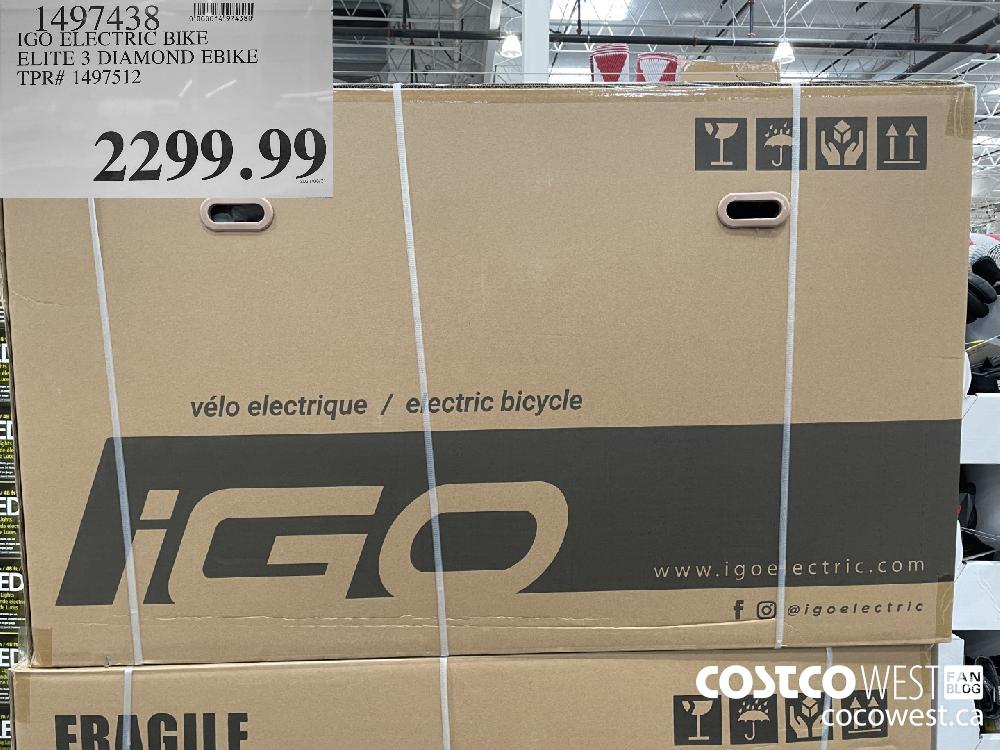 1497438
IGO ELECTRIC BIKE
ELITE 3 DIAMOND EBIKE
TPR# 1497512
2299.99
vélo electrique / electric bicycle
iGO
www.igoelectric.com
@igoelectric
FRAGILE
COSTCO WEST FAN BLOG
cocowest.ca